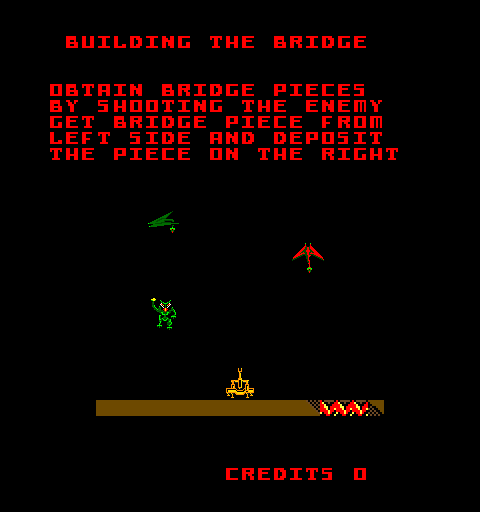 BUILDING THE BRIDGE
OBTAIN BRIDGE PIECES
BY SHOOTING THE ENEMY
GET BRIDGE PIECE FROM
LEFT SIDE AND DEPOSIT
THE PIECE ON THE RIGHT
CREDITS 0